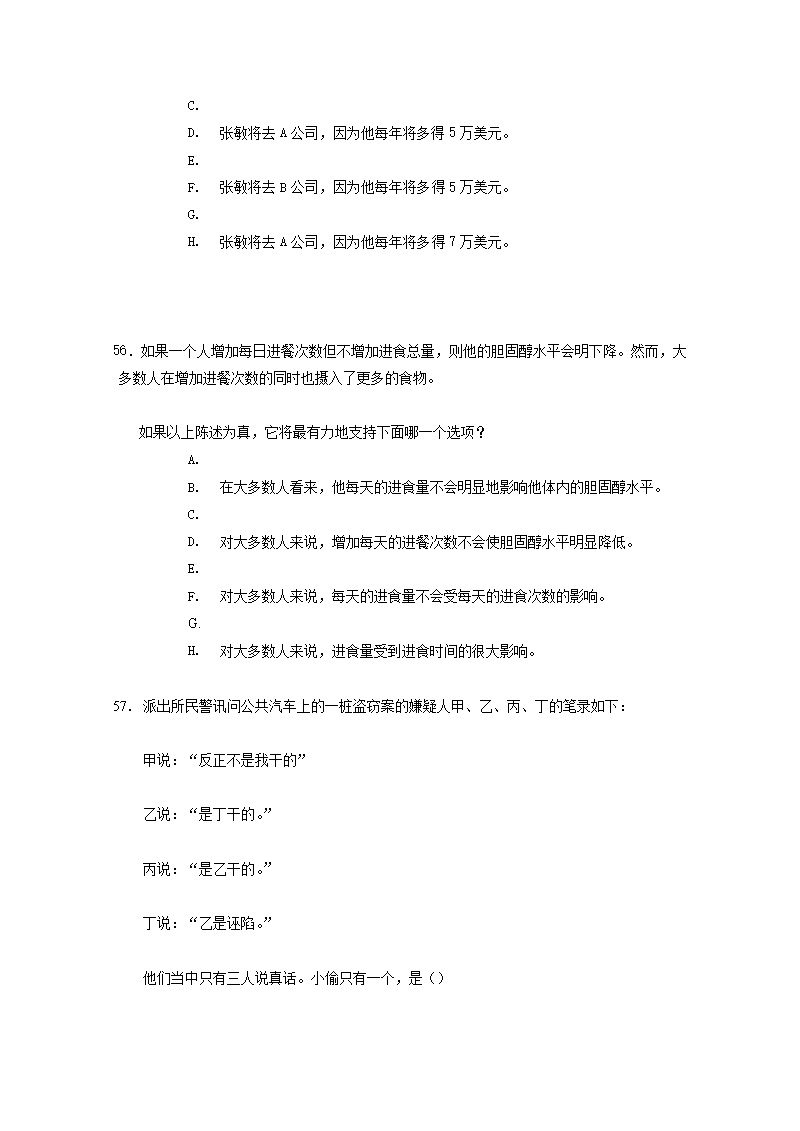 C.
D. 张敏将去 A 公司，因为他每年将多得 5 万美元。
E.
F. 张敏将去 B 公司，因为他每年将多得 5 万美元。
G.
H. 张敏将去 A 公司，因为他每年将多得 7 万美元。
56．如果一个人增加每日进餐次数但不增加进食总量，则他的胆固醇水平会明下降。然而，大
多数人在增加进餐次数的同时也摄入了更多的食物。
如果以上陈述为真，它将最有力地支持下面哪一个选项？
A.
B. 在大多数人看来，他每天的进食量不会明显地影响他体内的胆固醇水平。
C.
D. 对大多数人来说，增加每天的进餐次数不会使胆固醇水平明显降低。
E.
F. 对大多数人来说，每天的进食量不会受每天的进食次数的影响。
G.
H. 对大多数人来说，进食量受到进食时间的很大影响。
57． 派出所民警讯问公共汽车上的一桩盗窃案的嫌疑人甲、乙、丙、丁的笔录如下：
甲说：“反正不是我干的”
乙说：“是丁干的。”
丙说：“是乙干的。”
丁说：“乙是诬陷。”
他们当中只有三人说真话。小偷只有一个，是（）